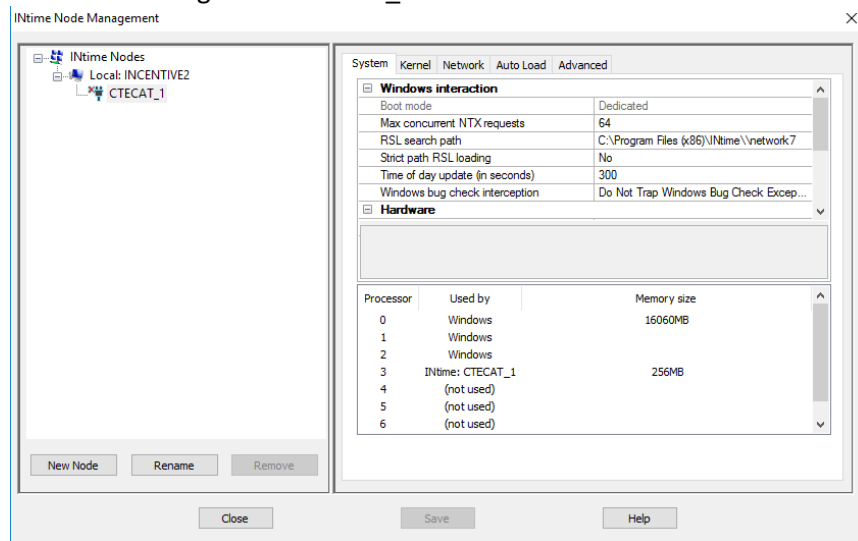 INtime Node Management
INtime Nodes
Local: INCENTIVE2
CTECAT_1
New Node Rename Remove
System Kernel Network Auto Load Advanced
Windows interaction
Boot mode Dedicated
Max concurrent NTX requests 64
RSL search path C:\Program Files (x86)\INtime\\network7
Strict path RSL loading No
Time of day update (in seconds) 300
Windows bug check interception Do Not Trap Windows Bug Check Excep...
Hardware
Processor Used by Memory size
0 Windows 16060MB
1 Windows
2 Windows
3 INtime: CTECAT_1 256MB
4 (not used)
5 (not used)
6 (not used)
Close Save Help